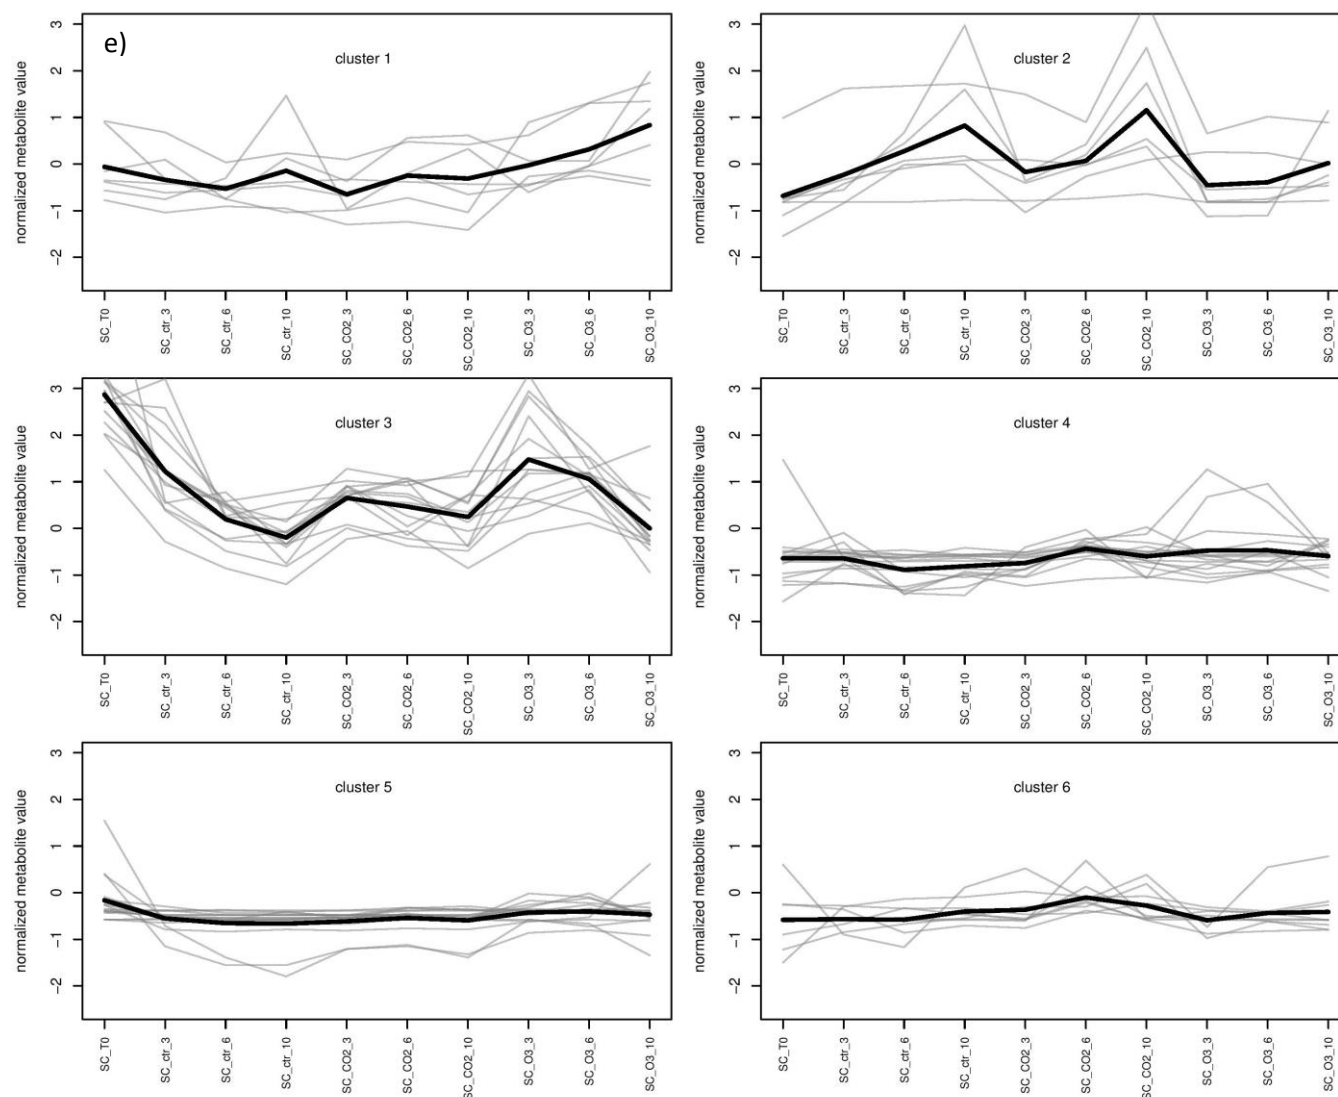 e)
cluster 1
normalized metabolite value
3
2
1
0
−1
−2
SC_T0
SC_ctr_3
SC_ctr_6
SC_ctr_10
SC_CO2_3
SC_CO2_6
SC_CO2_10
SC_O3_3
SC_O3_6
SC_O3_10
cluster 2
normalized metabolite value
3
2
1
0
−1
−2
SC_T0
SC_ctr_3
SC_ctr_6
SC_ctr_10
SC_CO2_3
SC_CO2_6
SC_CO2_10
SC_O3_3
SC_O3_6
SC_O3_10
cluster 3
normalized metabolite value
3
2
1
0
−1
−2
SC_T0
SC_ctr_3
SC_ctr_6
SC_ctr_10
SC_CO2_3
SC_CO2_6
SC_CO2_10
SC_O3_3
SC_O3_6
SC_O3_10
cluster 4
normalized metabolite value
3
2
1
0
−1
−2
SC_T0
SC_ctr_3
SC_ctr_6
SC_ctr_10
SC_CO2_3
SC_CO2_6
SC_CO2_10
SC_O3_3
SC_O3_6
SC_O3_10
cluster 5
normalized metabolite value
3
2
1
0
−1
−2
SC_T0
SC_ctr_3
SC_ctr_6
SC_ctr_10
SC_CO2_3
SC_CO2_6
SC_CO2_10
SC_O3_3
SC_O3_6
SC_O3_10
cluster 6
normalized metabolite value
3
2
1
0
−1
−2
SC_T0
SC_ctr_3
SC_ctr_6
SC_ctr_10
SC_CO2_3
SC_CO2_6
SC_CO2_10
SC_O3_3
SC_O3_6
SC_O3_10